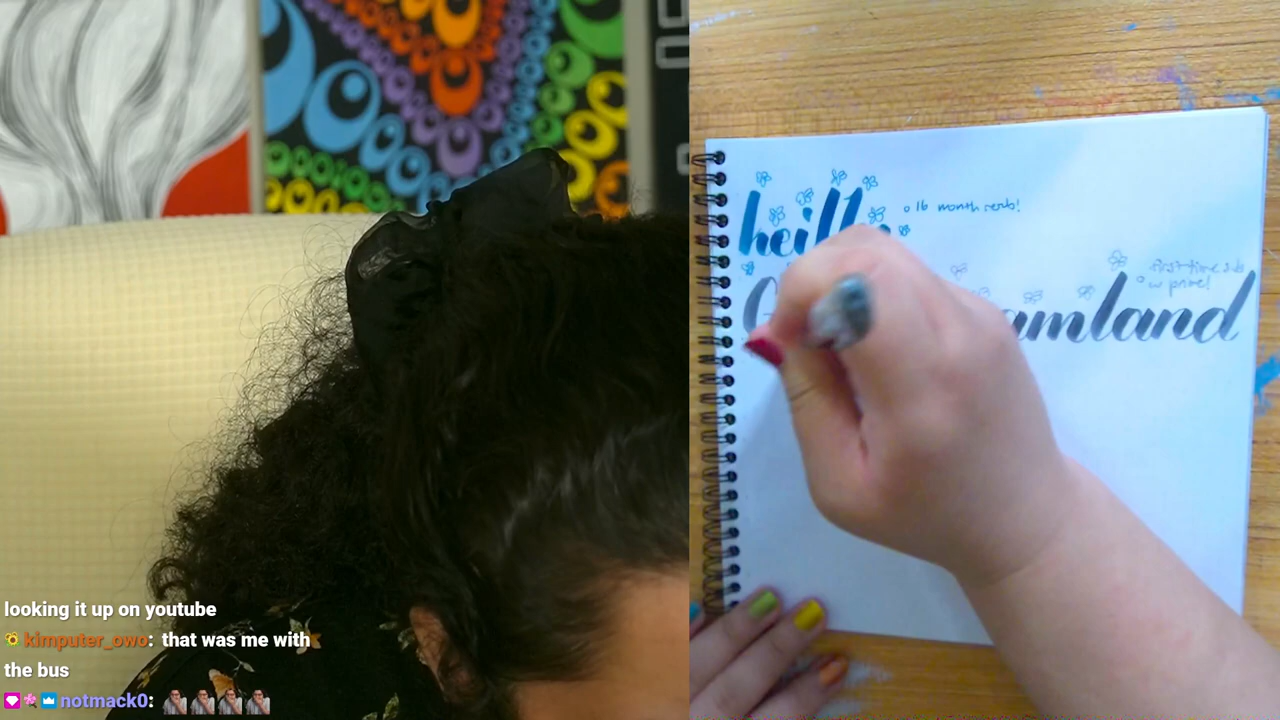 looking it up on youtube
kimputer_owo: that was me with
the bus
notmack0:
16 month resub!
first time sub
w prime!
amland